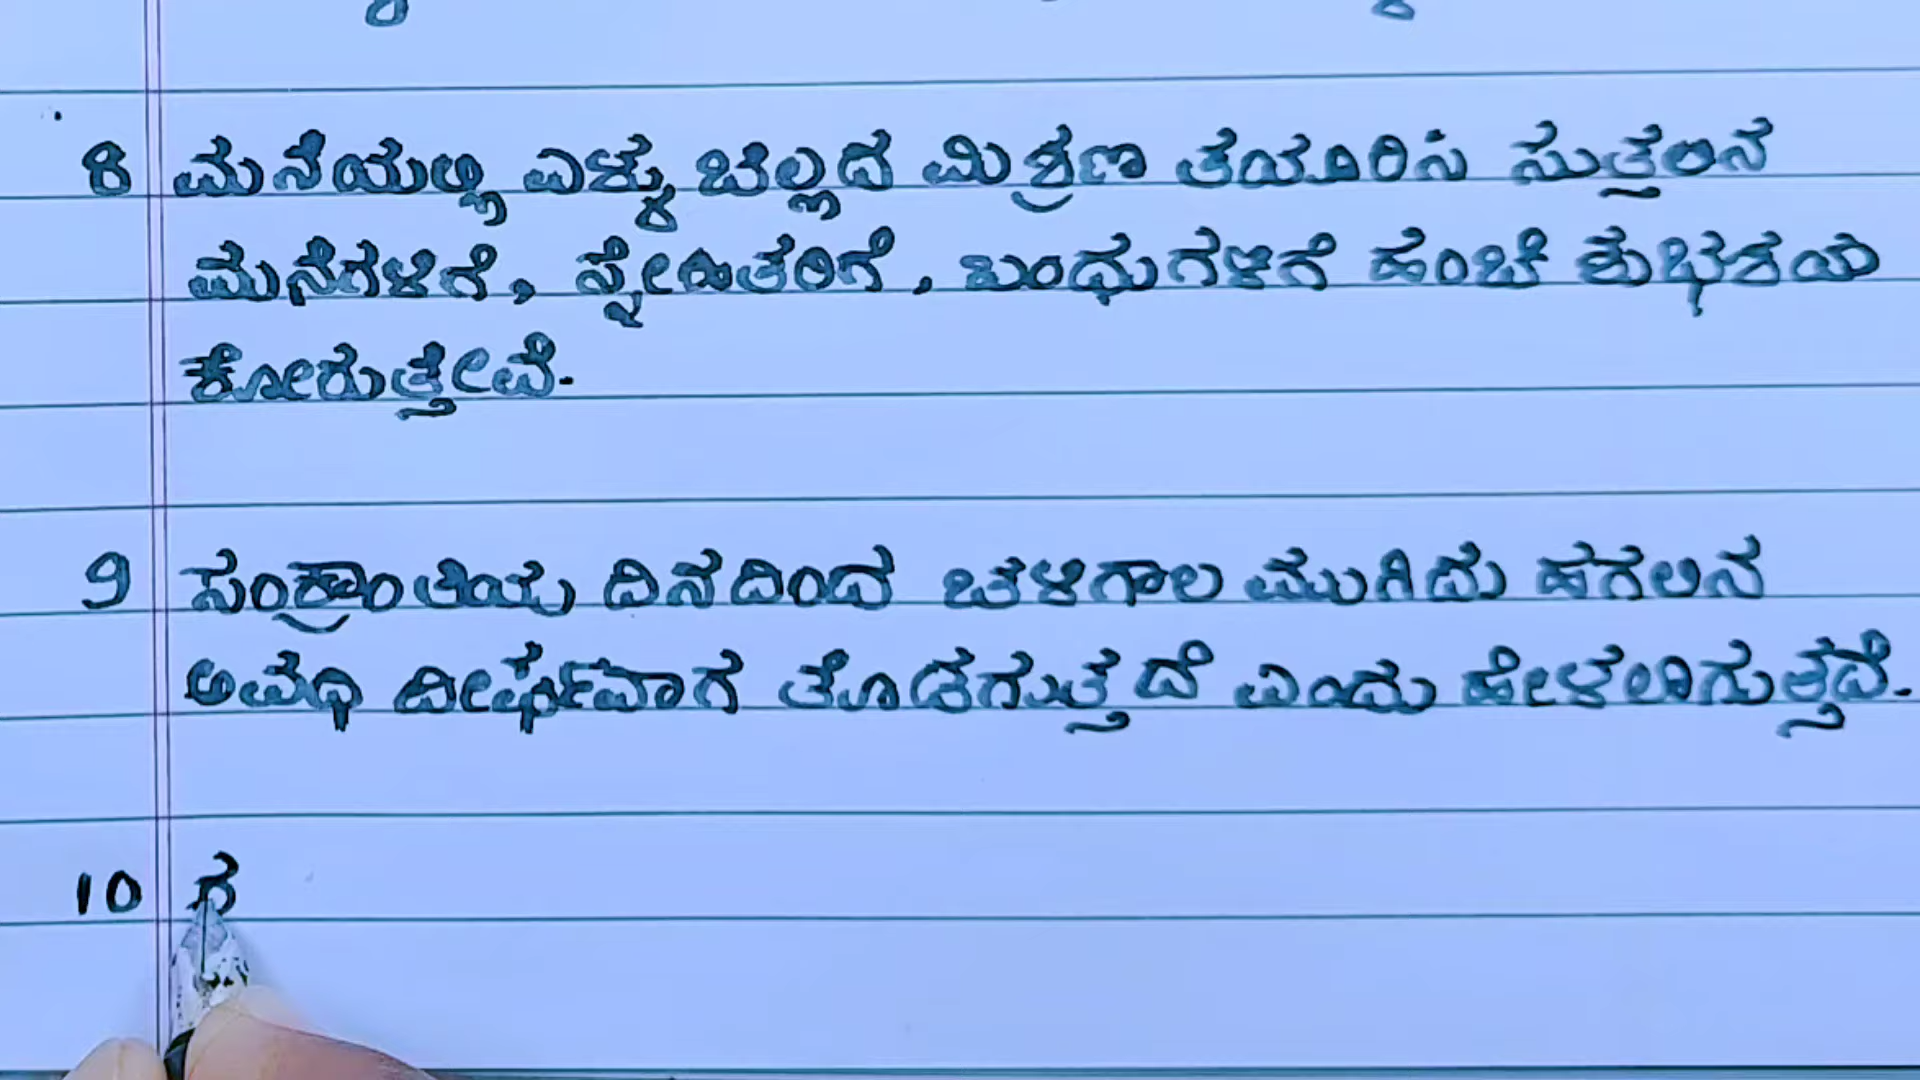 8 ಮನೆಯಲ್ಲಿ ಎಳ್ಳು ಬೆಲ್ಲದ ಮಿಶ್ರಣ ತಯಾರಿಸಿ ಸುತ್ತಲಿನ
ಮನೆಗಳಿಗೆ, ಸ್ನೇಹಿತರಿಗೆ, ಬಂಧುಗಳಿಗೆ ಹಂಚಿ ಶುಭಶಯ
ಕೋರುತ್ತೇವೆ.
9 ಸಂಕ್ರಾಂತಿಯ ದಿನದಿಂದ ಚಳಿಗಾಲ ಮುಗಿದು ಹಗಲಿನ
ಅವಧಿ ದೀರ್ಘವಾಗ ತೊಡಗುತ್ತದೆ ಎಂದು ಹೇಳಲಾಗುತ್ತದೆ.
10